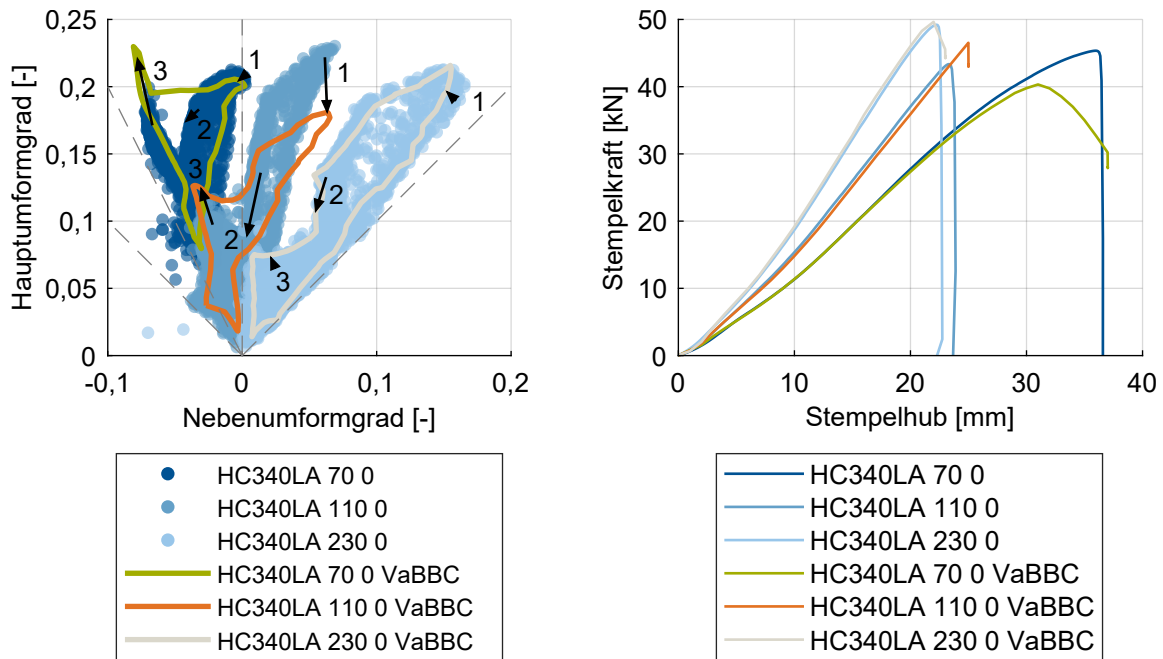 0,25
0,2
0,15
0,1
0,05
0
Hauptumformgrad [-]
-0,1
0
0,1
0,2
Nebenumformgrad [-]
3
1
2
3
2
1
1
2
3
HC340LA 70 0
HC340LA 110 0
HC340LA 230 0
HC340LA 70 0 VaBBC
HC340LA 110 0 VaBBC
HC340LA 230 0 VaBBC
50
40
30
20
10
0
Stempelkraft [kN]
0
10
20
30
40
Stempelhub [mm]
HC340LA 70 0
HC340LA 110 0
HC340LA 230 0
HC340LA 70 0 VaBBC
HC340LA 110 0 VaBBC
HC340LA 230 0 VaBBC